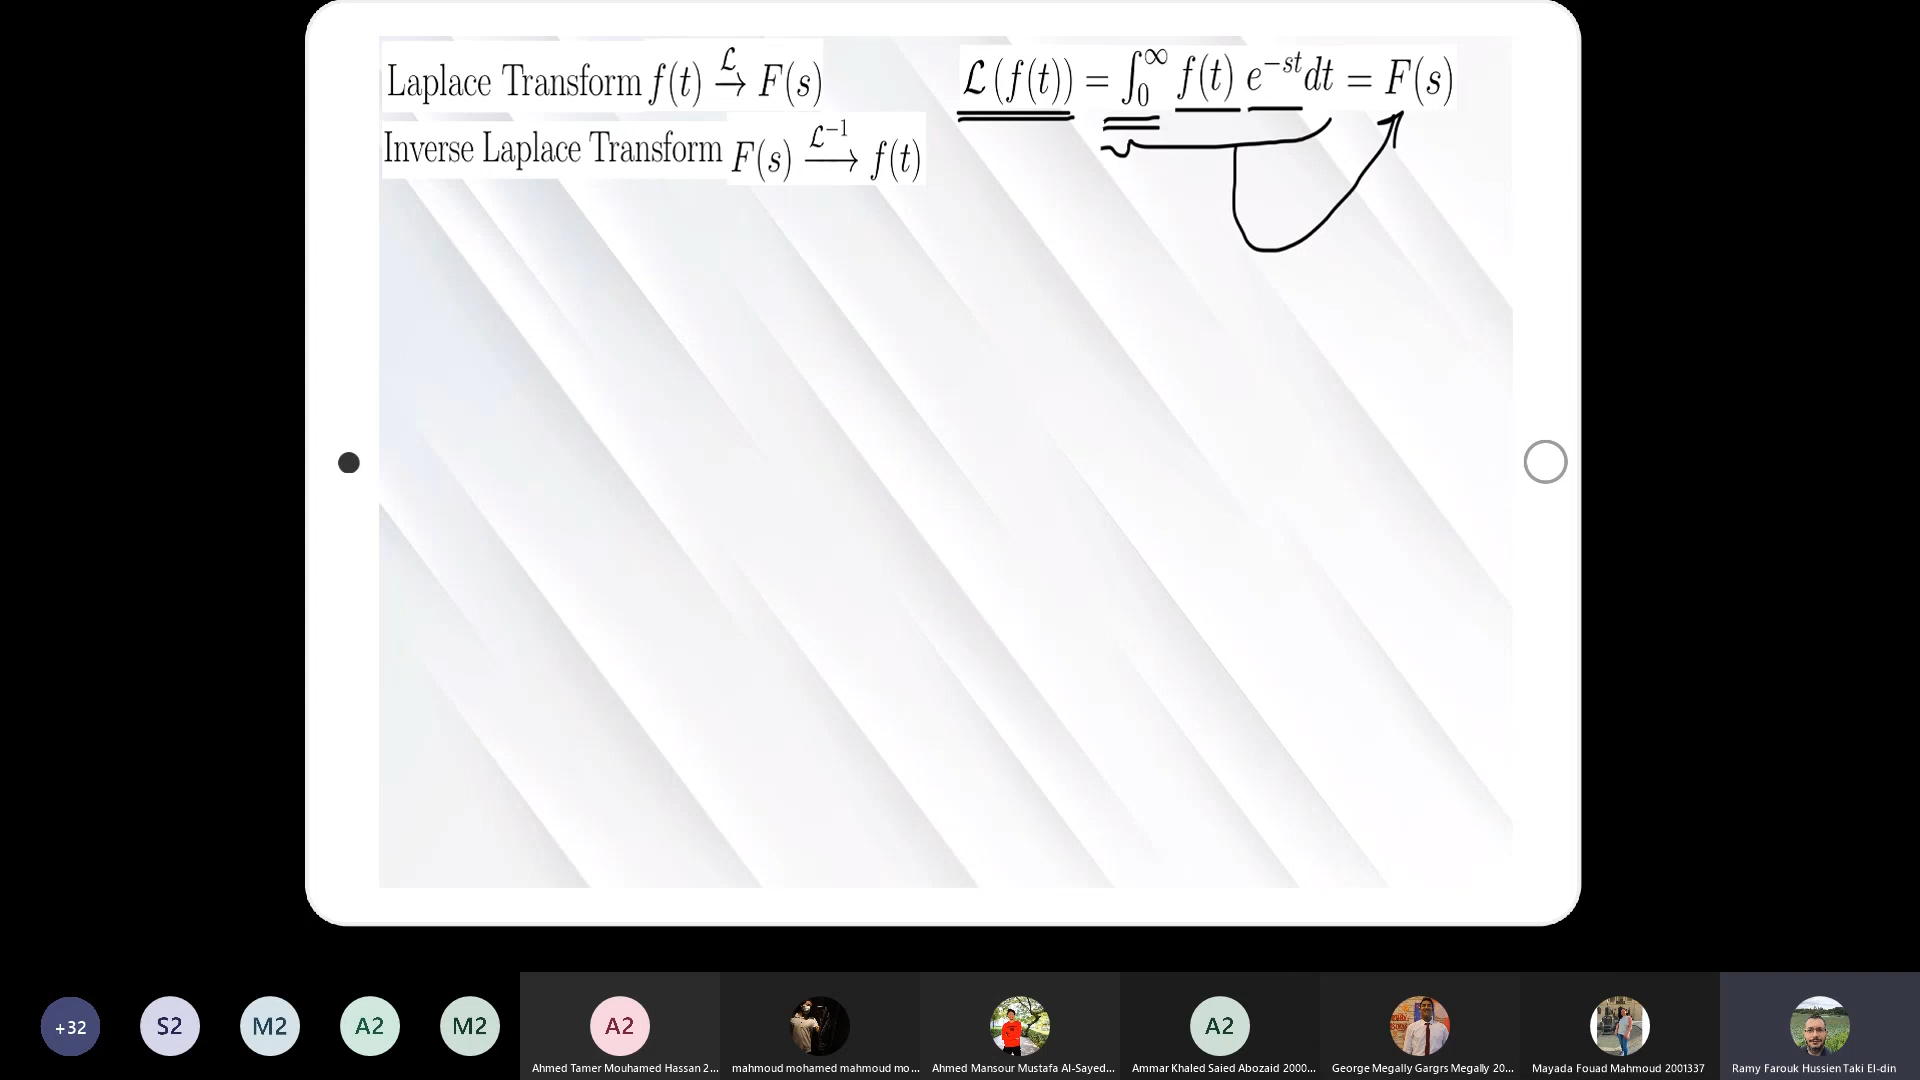 Laplace Transform f(t) →^ℒ F(s)
ℒ(f(t)) = ∫₀^∞ f(t) e^{-st} dt = F(s)
Inverse Laplace Transform F(s) →^{ℒ^{-1}} f(t)
+32
S2
M2
A2
M2
A2
A2
Ahmed Tamer Mouhamed Hassan 2...
mahmoud mohamed mahmoud mo...
Ahmed Mansour Mustafa Al-Sayed...
Ammar Khaled Saied Abozaid 2000...
George Megally Gargrs Megally 20...
Mayada Fouad Mahmoud 2001337
Ramy Farouk Hussien Taki El-din